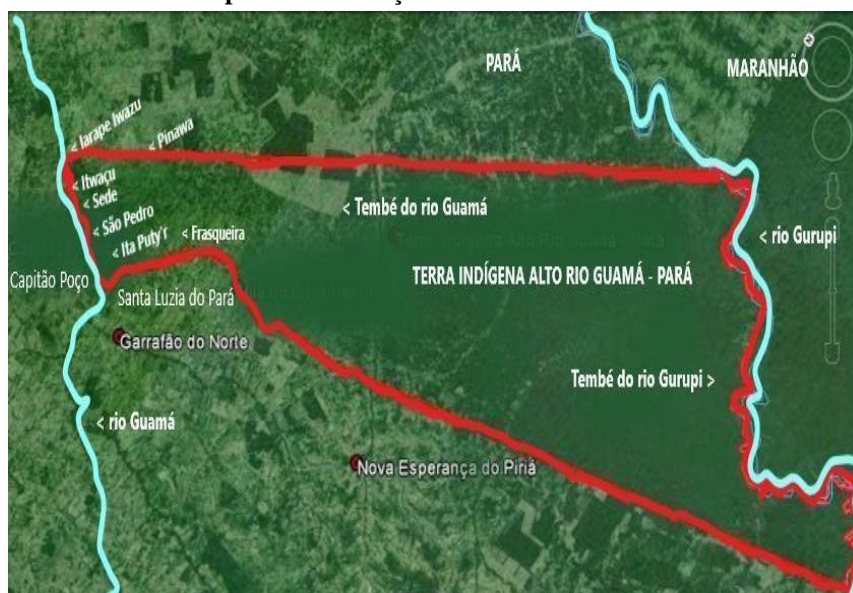 PARÁ
MARANHÃO
< Iarape Iwazu
< Pinawa
< Itwaçu
< Sede
< São Pedro
< Ita Puty'r
< Frasqueira
< Tembé do rio Guamá
< rio Gurupi
Capitão Poço
Santa Luzia do Pará
TERRA INDÍGENA ALTO RIO GUAMÁ - PARÁ
Garrafão do Norte
Tembé do rio Gurupi >
< rio Guamá
Nova Esperança do Piriá